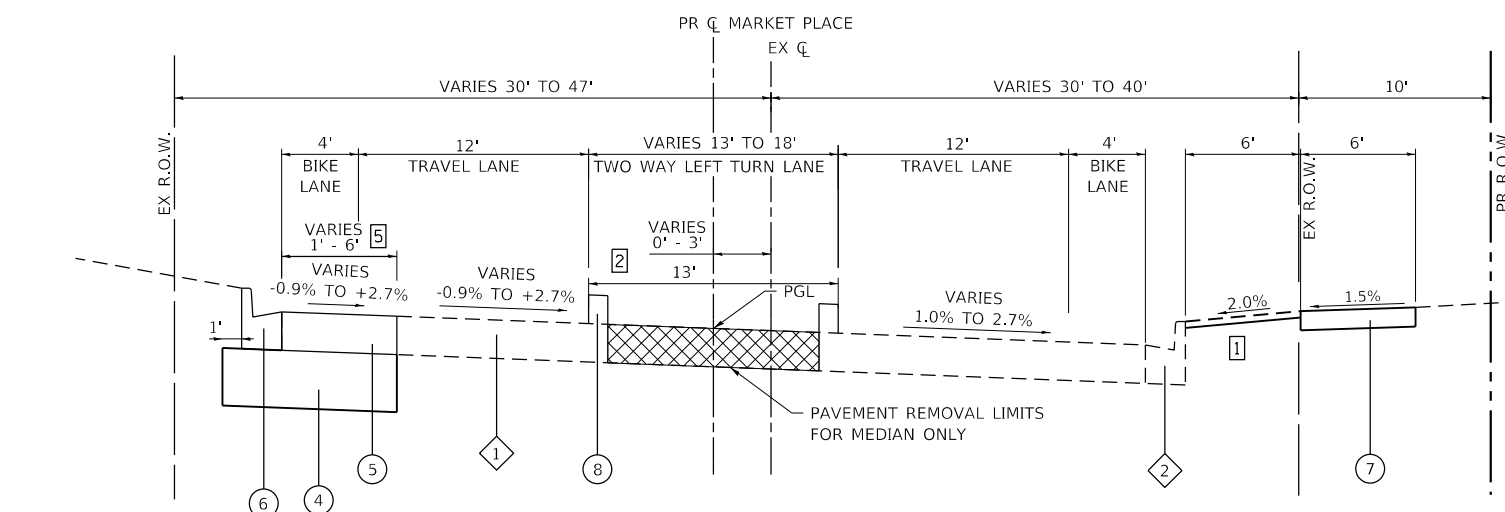 PR ℄ MARKET PLACE
EX ℄
VARIES 30' TO 47'
VARIES 30' TO 40'
10'
EX R.O.W.
4'
BIKE
LANE
12'
TRAVEL LANE
VARIES 13' TO 18'
TWO WAY LEFT TURN LANE
12'
TRAVEL LANE
4'
BIKE
LANE
6'
6'
EX R.O.W.
PR R.O.W.
VARIES
1' - 6'
5
VARIES
-0.9% TO +2.7%
VARIES
-0.9% TO +2.7%
2
VARIES
0' - 3'
13'
PGL
VARIES
1.0% TO 2.7%
2.0%
1.5%
1'
1
PAVEMENT REMOVAL LIMITS
FOR MEDIAN ONLY
6
4
5
1
8
2
7